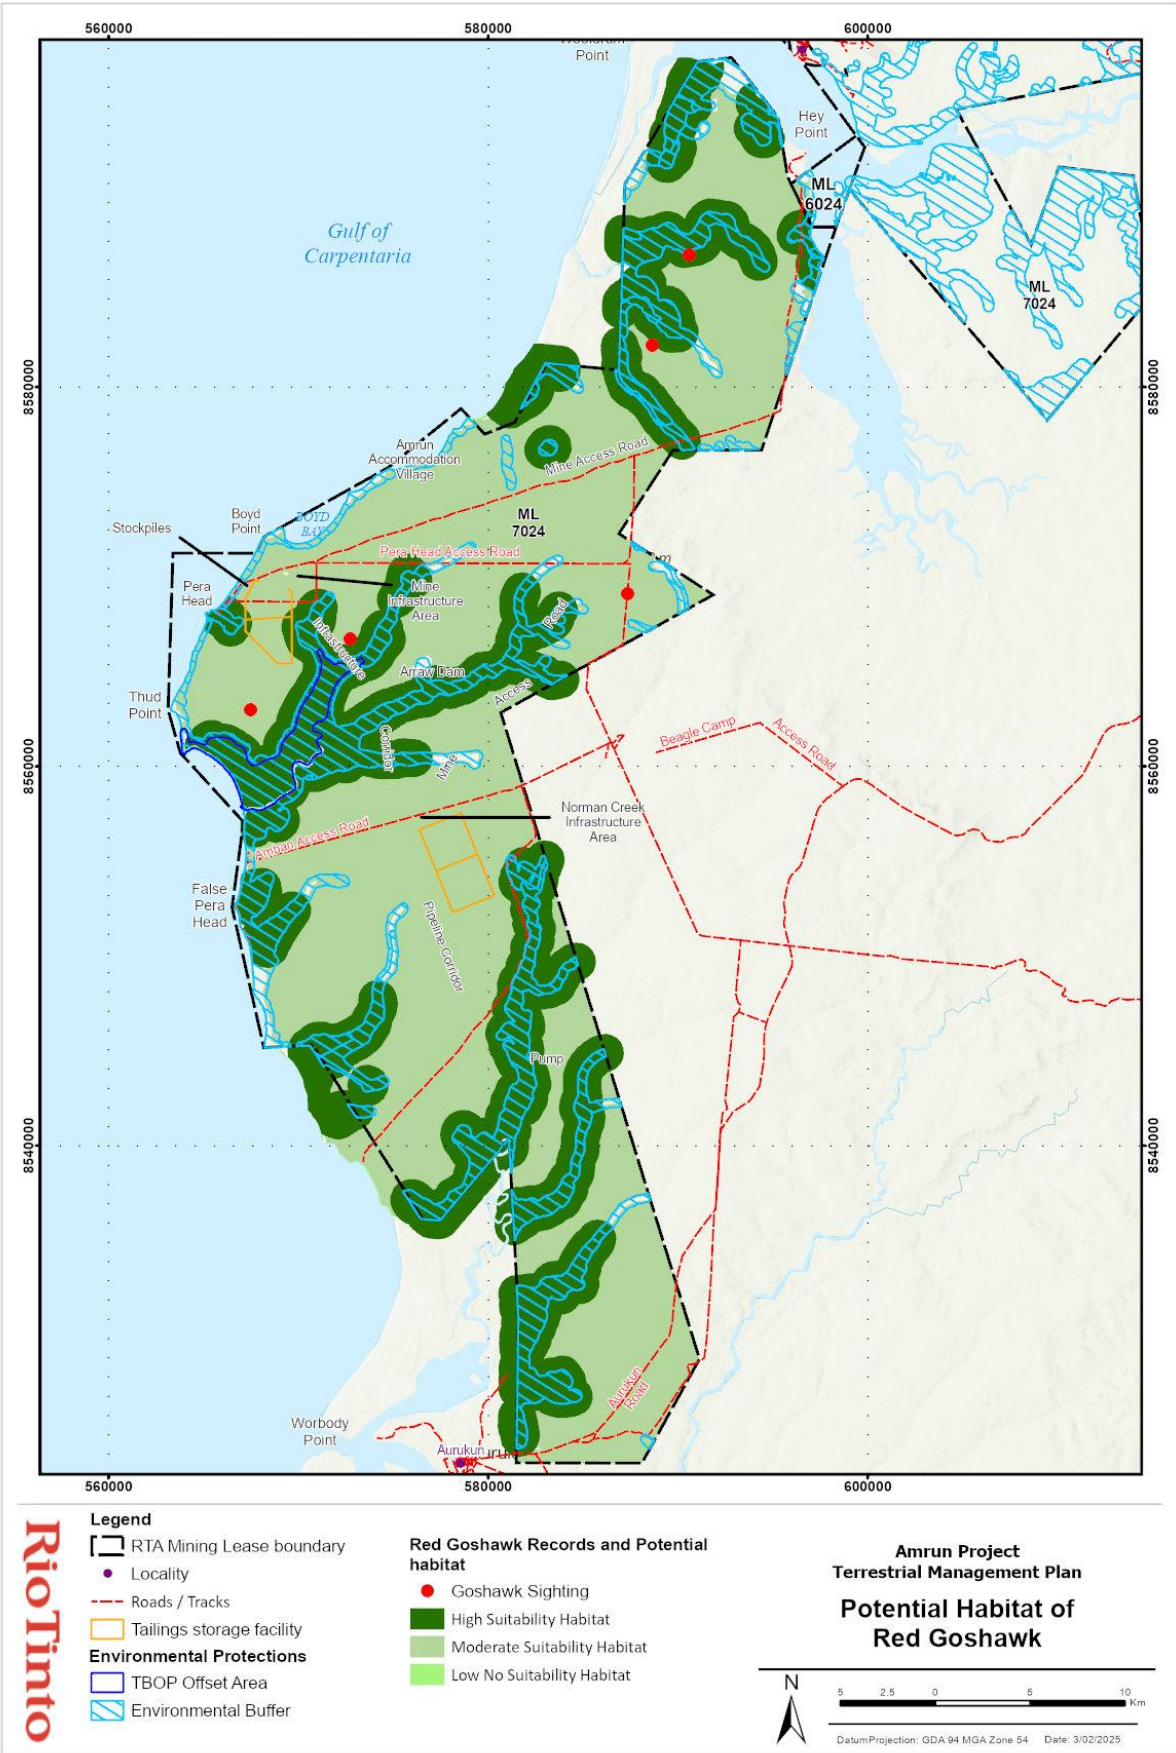 560000
580000
600000
Point
Hey
Point
ML
6024
Gulf of
Carpentaria
ML
7024
8580000
8580000
Amrun
Accommodation
Village
Mine Access Road
Boyd
Point
BOYD
BAY
Stockpiles
ML
7024
Pera Head Access Road
Pera
Head
Mine
Infrastructure
Area
Infrastructure
Road
Arraw Dam
Access
Thud
Point
Corridor
Mine
Beagle Camp
Access Road
8560000
8560000
Norman Creek
Infrastructure
Area
Amban Access Road
False
Pera
Head
Pipeline Corridor
Pump
8540000
8540000
Aurukun
Road
Worbody
Point
Aurukun
560000
580000
600000
RioTinto
Legend
RTA Mining Lease boundary
Locality
Roads / Tracks
Tailings storage facility
Environmental Protections
TBOP Offset Area
Environmental Buffer
Red Goshawk Records and Potential
habitat
Goshawk Sighting
High Suitability Habitat
Moderate Suitability Habitat
Low No Suitability Habitat
Amrun Project
Terrestrial Management Plan
Potential Habitat of
Red Goshawk
N
5 2.5 0 5 10
Km
DatumProjection: GDA 94 MGA Zone 54 Date: 3/02/2025